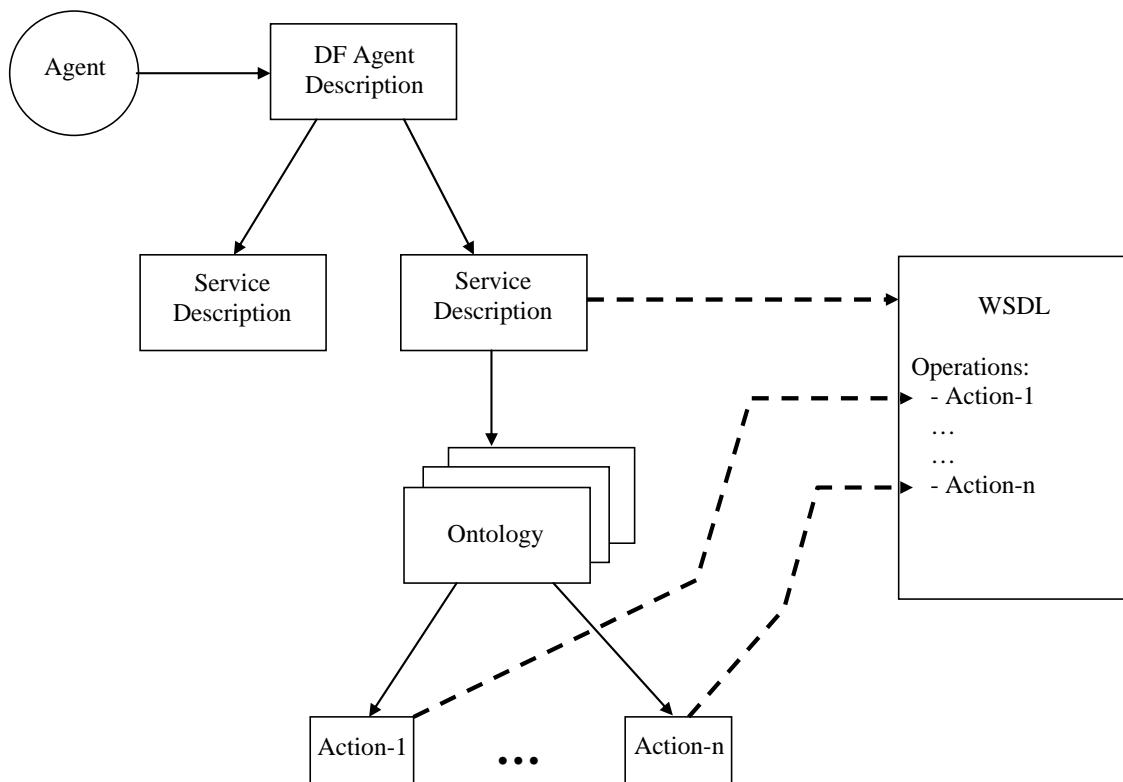 Agent
DF Agent
Description
Service
Description
Service
Description
WSDL
Operations:
- Action-1
…
…
- Action-n
Ontology
Action-1
…
Action-n